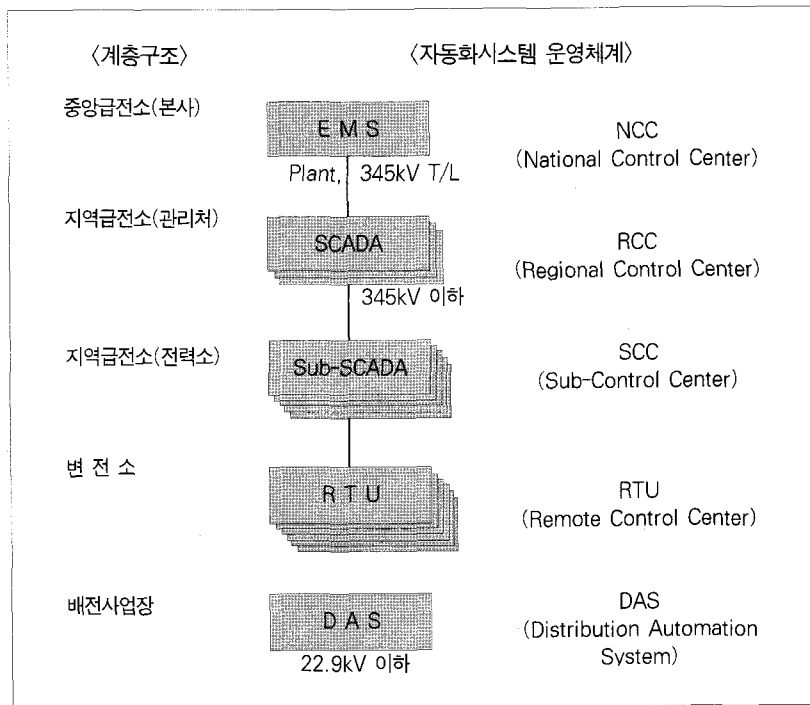 〈계층구조〉 〈자동화시스템 운영체계〉
중앙급전소(본사)
E M S
NCC
(National Control Center)
Plant, 345kV T/L
지역급전소(관리처)
SCADA
RCC
(Regional Control Center)
345kV 이하
지역급전소(전력소)
Sub-SCADA
SCC
(Sub-Control Center)
변 전 소
R T U
RTU
(Remote Control Center)
배전사업장
D A S
DAS
(Distribution Automation
System)
22.9kV 이하